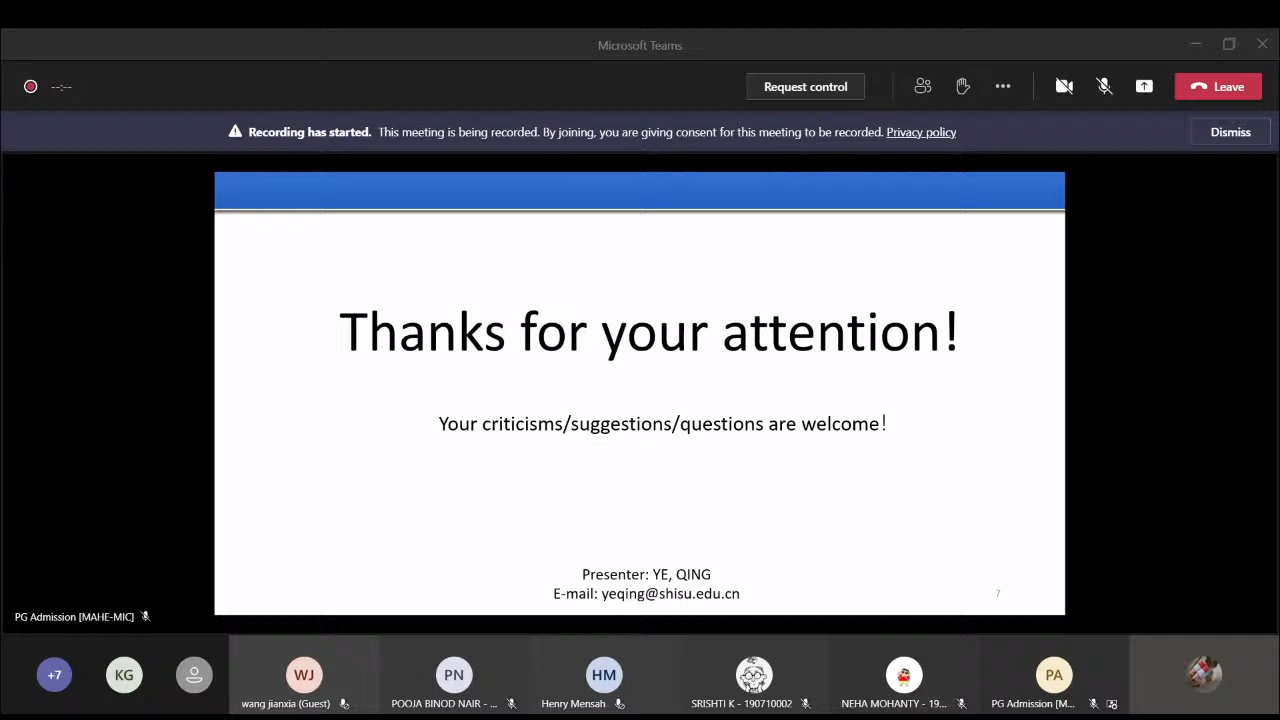 Microsoft Teams
--:--
Request control
Leave
Recording has started. This meeting is being recorded. By joining, you are giving consent for this meeting to be recorded. Privacy policy
Dismiss
Thanks for your attention!
Your criticisms/suggestions/questions are welcome!
Presenter: YE, QING
E-mail: yeqing@shisu.edu.cn
7
PG Admission [MAHE-MIC]
+7
KG
WJ
PN
HM
PA
wang jianxia (Guest)
POOJA BINOD NAIR - ...
Henry Mensah
SRISHTI K - 190710002
NEHA MOHANTY - 19...
PG Admission [M...